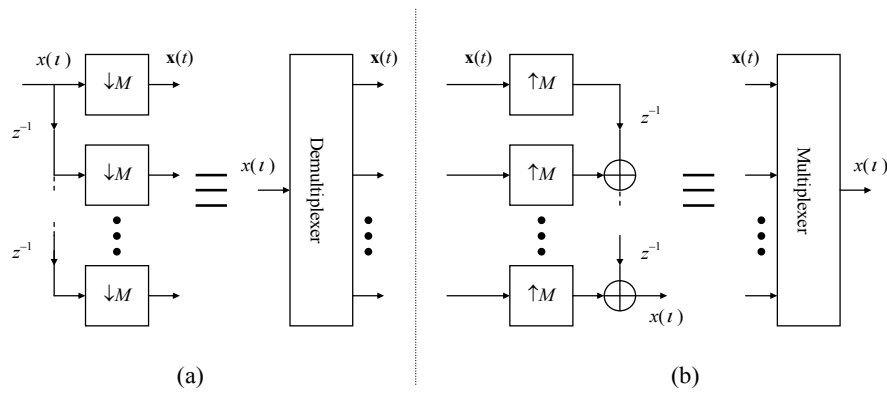 x(ι)
↓M
x(t)
z⁻¹
↓M
z⁻¹
↓M
x(ι)
Demultiplexer
x(t)
(a)
x(t)
↑M
z⁻¹
↑M
z⁻¹
↑M
x(ι)
x(t)
Multiplexer
x(ι)
(b)